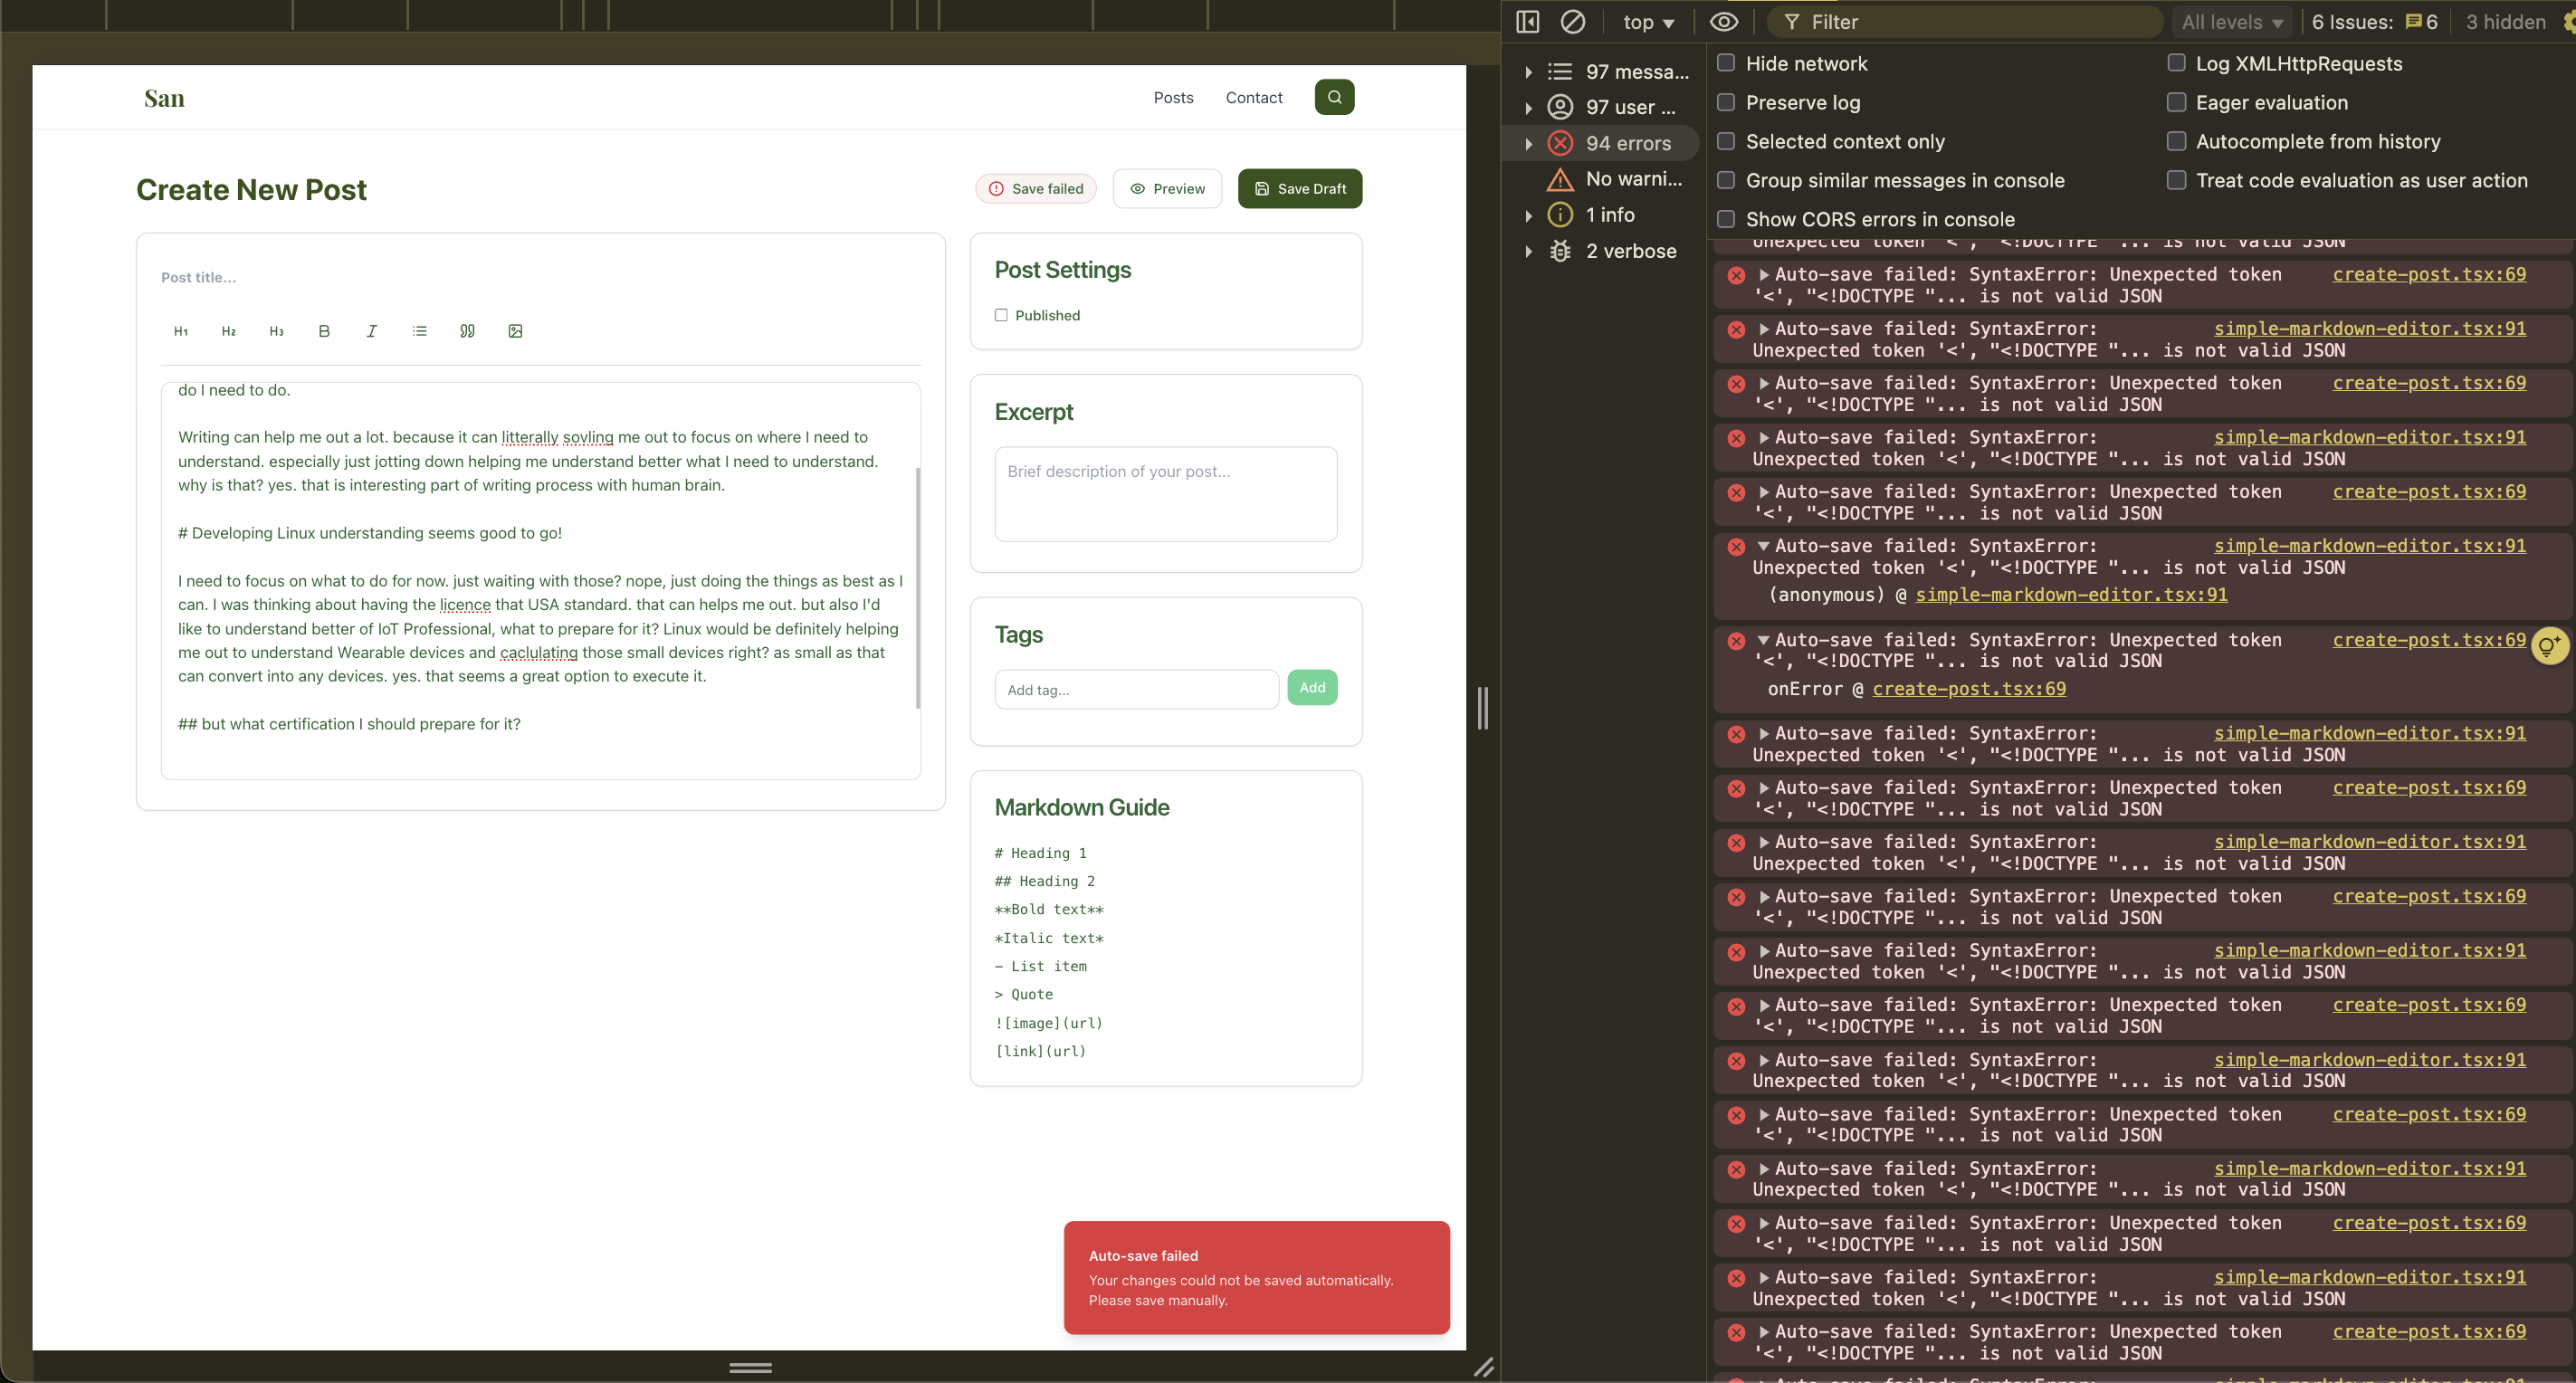 San
Posts
Contact
Create New Post
Save failed
Preview
Save Draft
Post title...
H1
H2
H3
B
I
do I need to do.
Writing can help me out a lot. because it can litterally sovling me out to focus on where I need to
understand. especially just jotting down helping me understand better what I need to understand.
why is that? yes. that is interesting part of writing process with human brain.
# Developing Linux understanding seems good to go!
I need to focus on what to do for now. just waiting with those? nope, just doing the things as best as I
can. I was thinking about having the licence that USA standard. that can helps me out. but also I'd
like to understand better of IoT Professional, what to prepare for it? Linux would be definitely helping
me out to understand Wearable devices and caclulating those small devices right? as small as that
can convert into any devices. yes. that seems a great option to execute it.
## but what certification I should prepare for it?
Post Settings
Published
Excerpt
Brief description of your post...
Tags
Add tag...
Add
Markdown Guide
# Heading 1
## Heading 2
**Bold text**
*Italic text*
- List item
> Quote
![image](url)
[link](url)
Auto-save failed
Your changes could not be saved automatically.
Please save manually.
top
Filter
All levels
6 Issues:
6
3 hidden
97 messa...
97 user ...
94 errors
No warni...
1 info
2 verbose
Hide network
Log XMLHttpRequests
Preserve log
Eager evaluation
Selected context only
Autocomplete from history
Group similar messages in console
Treat code evaluation as user action
Show CORS errors in console
Unexpected token '<', "<!DOCTYPE "... is not valid JSON
Auto-save failed: SyntaxError: Unexpected token create-post.tsx:69
'<', "<!DOCTYPE "... is not valid JSON
Auto-save failed: SyntaxError: simple-markdown-editor.tsx:91
Unexpected token '<', "<!DOCTYPE "... is not valid JSON
Auto-save failed: SyntaxError: Unexpected token create-post.tsx:69
'<', "<!DOCTYPE "... is not valid JSON
Auto-save failed: SyntaxError: simple-markdown-editor.tsx:91
Unexpected token '<', "<!DOCTYPE "... is not valid JSON
Auto-save failed: SyntaxError: Unexpected token create-post.tsx:69
'<', "<!DOCTYPE "... is not valid JSON
Auto-save failed: SyntaxError: simple-markdown-editor.tsx:91
Unexpected token '<', "<!DOCTYPE "... is not valid JSON
(anonymous) @ simple-markdown-editor.tsx:91
Auto-save failed: SyntaxError: Unexpected token create-post.tsx:69
'<', "<!DOCTYPE "... is not valid JSON
onError @ create-post.tsx:69
Auto-save failed: SyntaxError: simple-markdown-editor.tsx:91
Unexpected token '<', "<!DOCTYPE "... is not valid JSON
Auto-save failed: SyntaxError: Unexpected token create-post.tsx:69
'<', "<!DOCTYPE "... is not valid JSON
Auto-save failed: SyntaxError: simple-markdown-editor.tsx:91
Unexpected token '<', "<!DOCTYPE "... is not valid JSON
Auto-save failed: SyntaxError: Unexpected token create-post.tsx:69
'<', "<!DOCTYPE "... is not valid JSON
Auto-save failed: SyntaxError: simple-markdown-editor.tsx:91
Unexpected token '<', "<!DOCTYPE "... is not valid JSON
Auto-save failed: SyntaxError: Unexpected token create-post.tsx:69
'<', "<!DOCTYPE "... is not valid JSON
Auto-save failed: SyntaxError: simple-markdown-editor.tsx:91
Unexpected token '<', "<!DOCTYPE "... is not valid JSON
Auto-save failed: SyntaxError: Unexpected token create-post.tsx:69
'<', "<!DOCTYPE "... is not valid JSON
Auto-save failed: SyntaxError: simple-markdown-editor.tsx:91
Unexpected token '<', "<!DOCTYPE "... is not valid JSON
Auto-save failed: SyntaxError: Unexpected token create-post.tsx:69
'<', "<!DOCTYPE "... is not valid JSON
Auto-save failed: SyntaxError: simple-markdown-editor.tsx:91
Unexpected token '<', "<!DOCTYPE "... is not valid JSON
Auto-save failed: SyntaxError: Unexpected token create-post.tsx:69
'<', "<!DOCTYPE "... is not valid JSON
Auto-save failed: SyntaxError: simple-markdown-editor.tsx:91